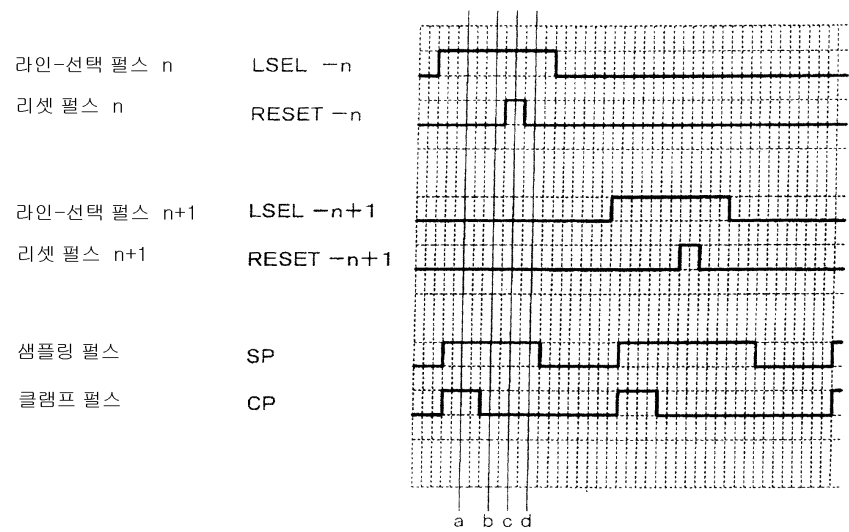 라인-선택 펄스 n LSEL -n
리셋 펄스 n RESET -n
라인-선택 펄스 n+1 LSEL -n+1
리셋 펄스 n+1 RESET -n+1
샘플링 펄스 SP
클램프 펄스 CP
a b c d